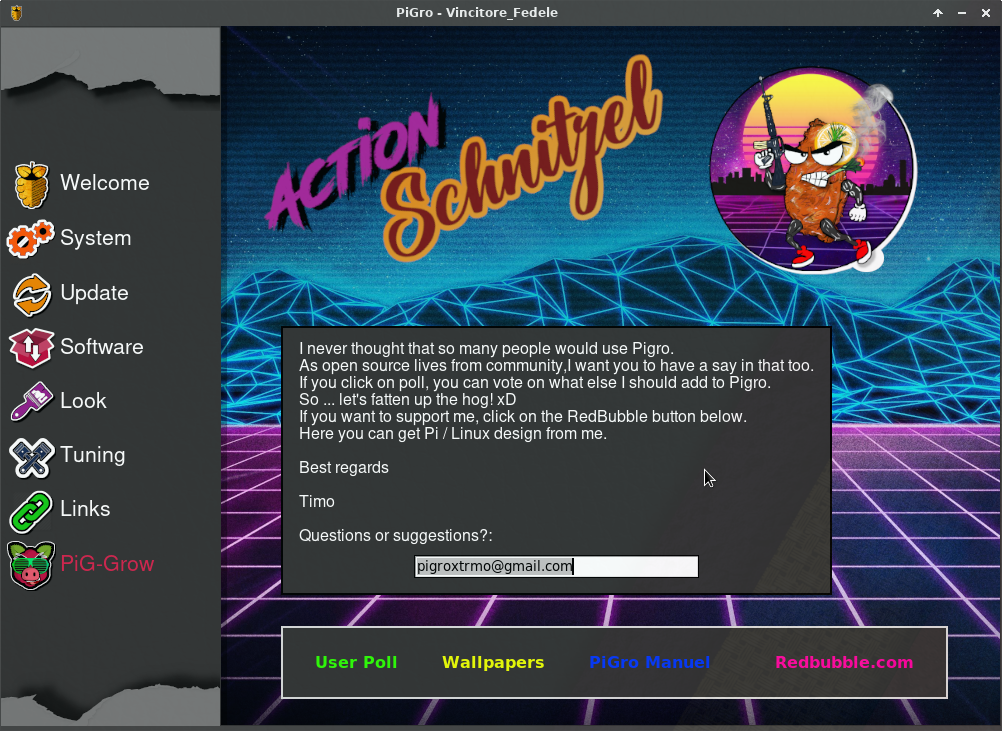 PiGro - Vincitore_Fedele
Welcome
System
Update
Software
Look
Tuning
Links
PiG-Grow
ACTION
Schnitzel
I never thought that so many people would use Pigro.
As open source lives from community,I want you to have a say in that too.
If you click on poll, you can vote on what else I should add to Pigro.
So ... let's fatten up the hog! xD
If you want to support me, click on the RedBubble button below.
Here you can get Pi / Linux design from me.
Best regards
Timo
Questions or suggestions?:
pigroxtrmo@gmail.com
User Poll
Wallpapers
PiGro Manuel
Redbubble.com